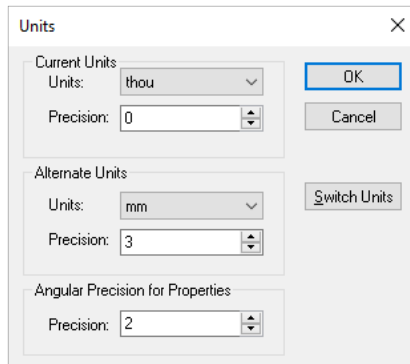 Units
Current Units
Units: thou
Precision: 0
OK
Cancel
Alternate Units
Units: mm
Precision: 3
Switch Units
Angular Precision for Properties
Precision: 2